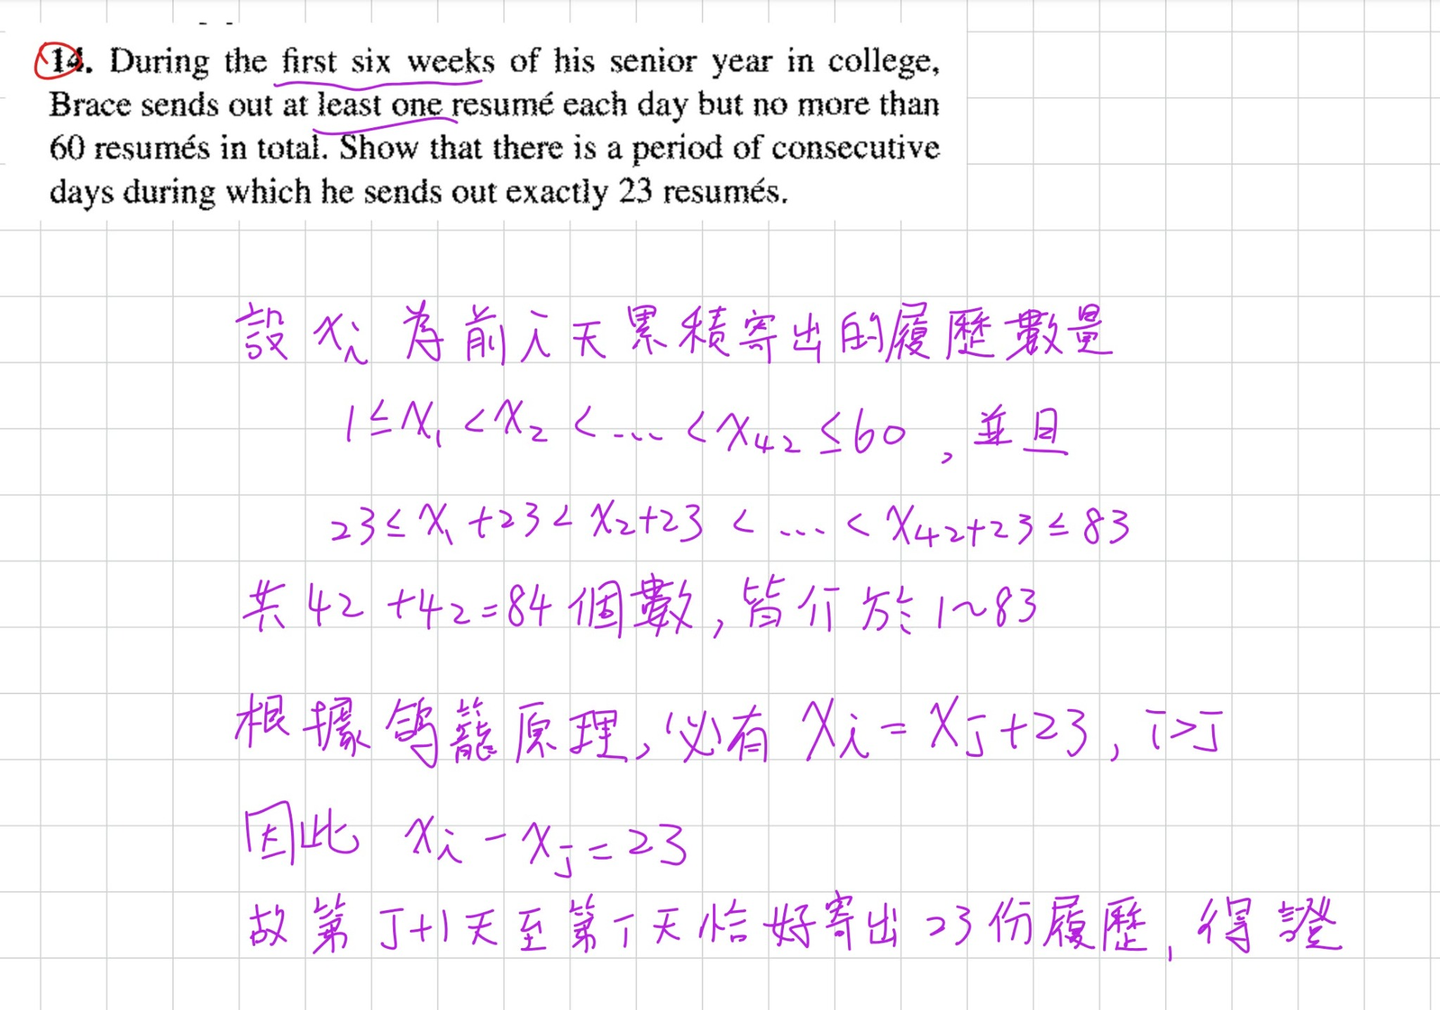 14. During the first six weeks of his senior year in college,
Brace sends out at least one resumé each day but no more than
60 resumés in total. Show that there is a period of consecutive
days during which he sends out exactly 23 resumés.
設 xᵢ 為前 i 天累積寄出的履歷數量
1≤x₁<x₂<...<x₄₂≤60,並且
23≤x₁+23<x₂+23<...<x₄₂+23≤83
共42+42=84個數,皆介於1~83
根據鴿籠原理,必有 xᵢ=xⱼ+23, i>j
因此 xᵢ-xⱼ=23
故第 j+1天至第 i 天恰好寄出23份履歷,得證